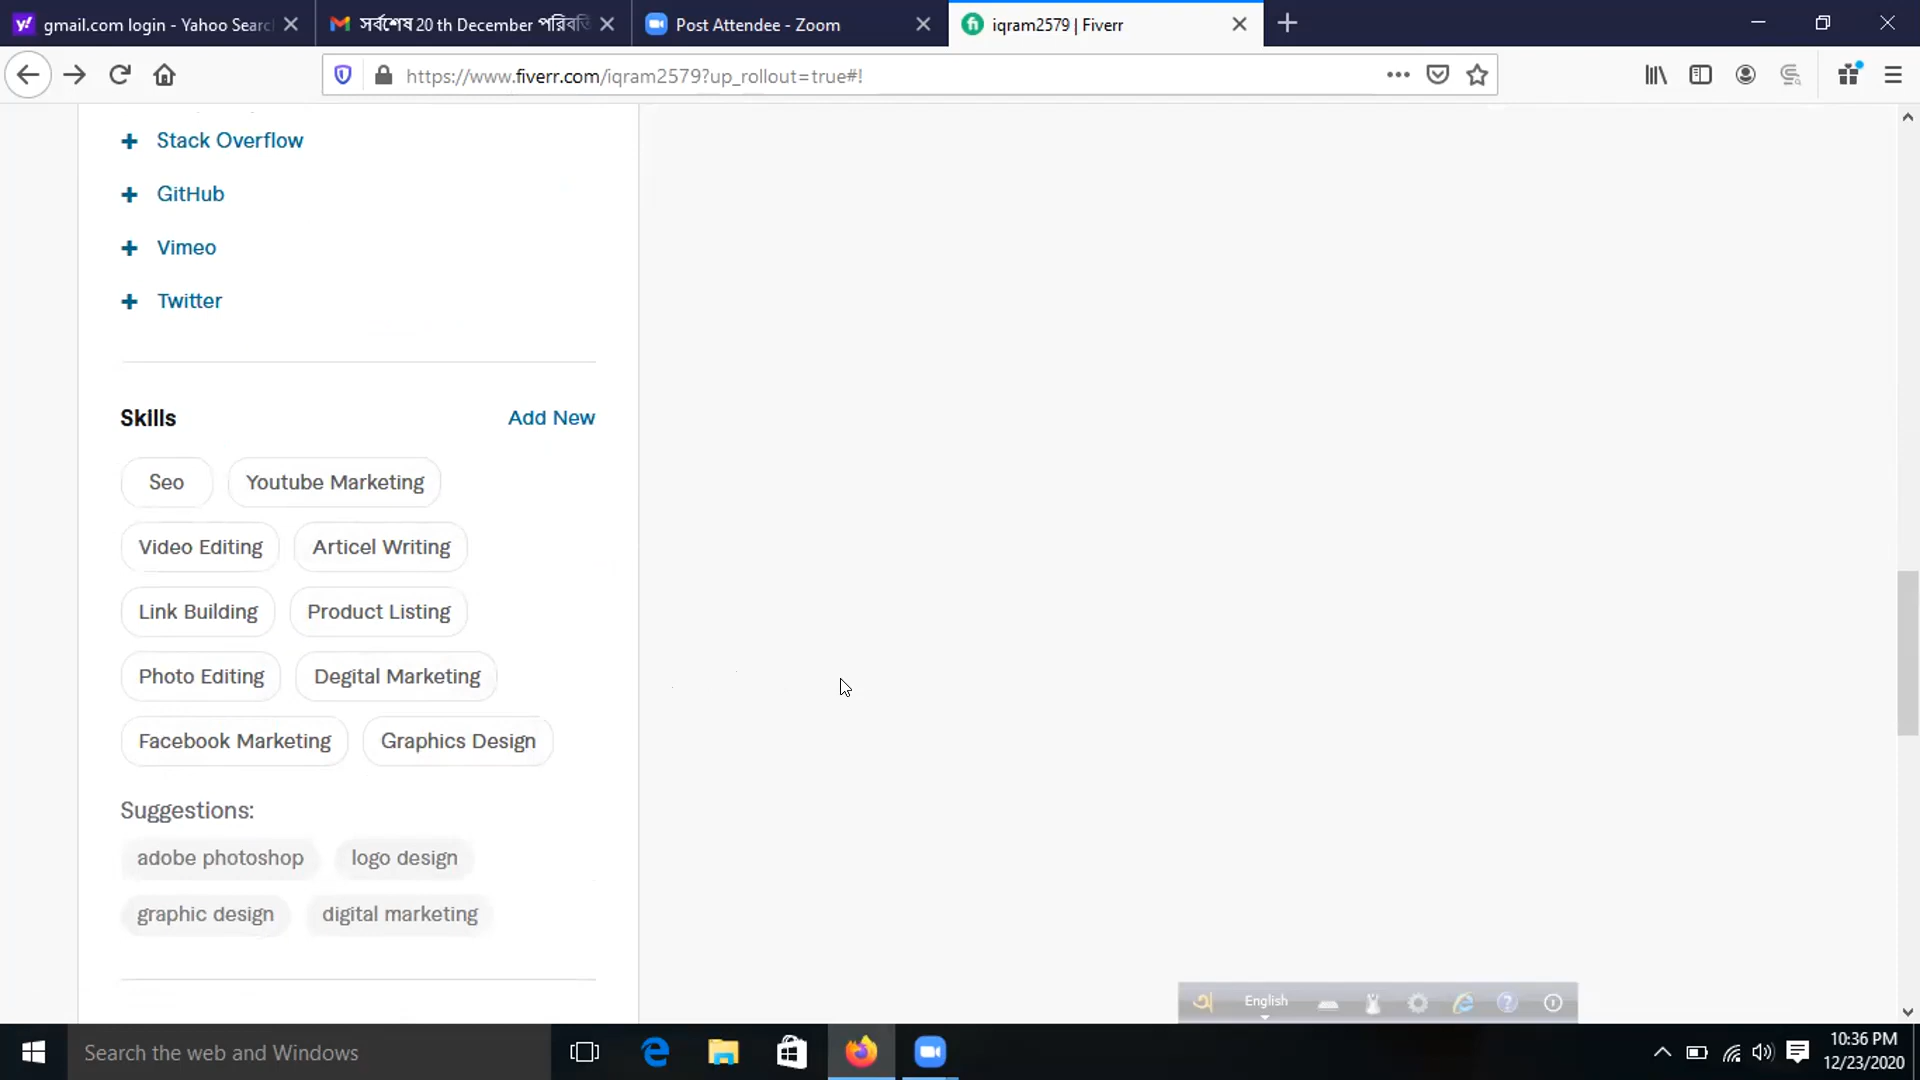 gmail.com login - Yahoo Searc
সর্বশেষ 20 th December পরিবর্ত
Post Attendee - Zoom
iqram2579 | Fiverr
https://www.fiverr.com/iqram2579?up_rollout=true#!
Stack Overflow
GitHub
Vimeo
Twitter
Skills
Add New
Seo
Youtube Marketing
Video Editing
Articel Writing
Link Building
Product Listing
Photo Editing
Degital Marketing
Facebook Marketing
Graphics Design
Suggestions:
adobe photoshop
logo design
graphic design
digital marketing
অ English
Search the web and Windows
10:36 PM
12/23/2020